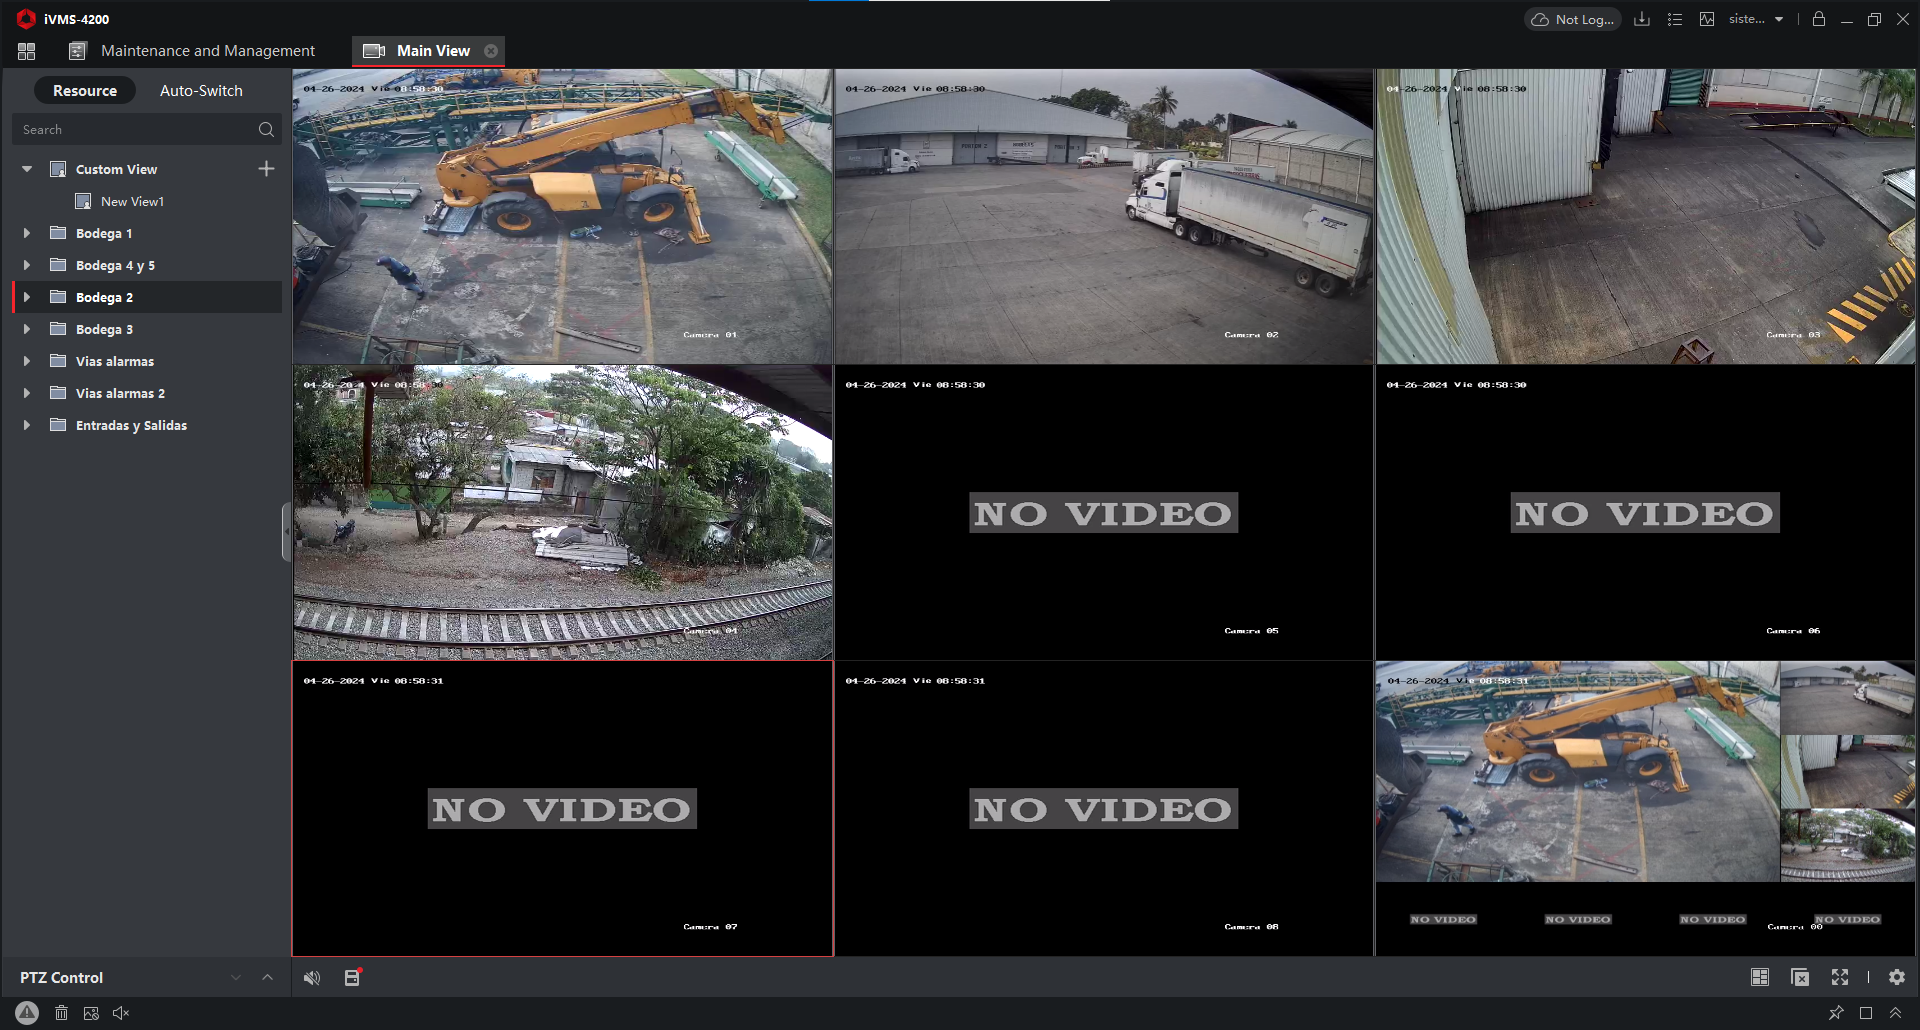 iVMS-4200
Not Log...
siste...
Maintenance and Management
Main View
Resource
Auto-Switch
Search
Custom View
New View1
Bodega 1
Bodega 4 y 5
Bodega 2
Bodega 3
Vias alarmas
Vias alarmas 2
Entradas y Salidas
PTZ Control
04-26-2024 Vie 08:58:30
Camera 01
04-26-2024 Vie 08:58:30
Camera 02
04-26-2024 Vie 08:58:30
Camera 03
04-26-2024 Vie 08:58:30
Camera 04
04-26-2024 Vie 08:58:30
NO VIDEO
Camera 05
04-26-2024 Vie 08:58:30
NO VIDEO
Camera 06
04-26-2024 Vie 08:58:31
NO VIDEO
Camera 07
04-26-2024 Vie 08:58:31
NO VIDEO
Camera 08
04-26-2024 Vie 08:58:31
NO VIDEO
NO VIDEO
NO VIDEO
NO VIDEO
Camera 00